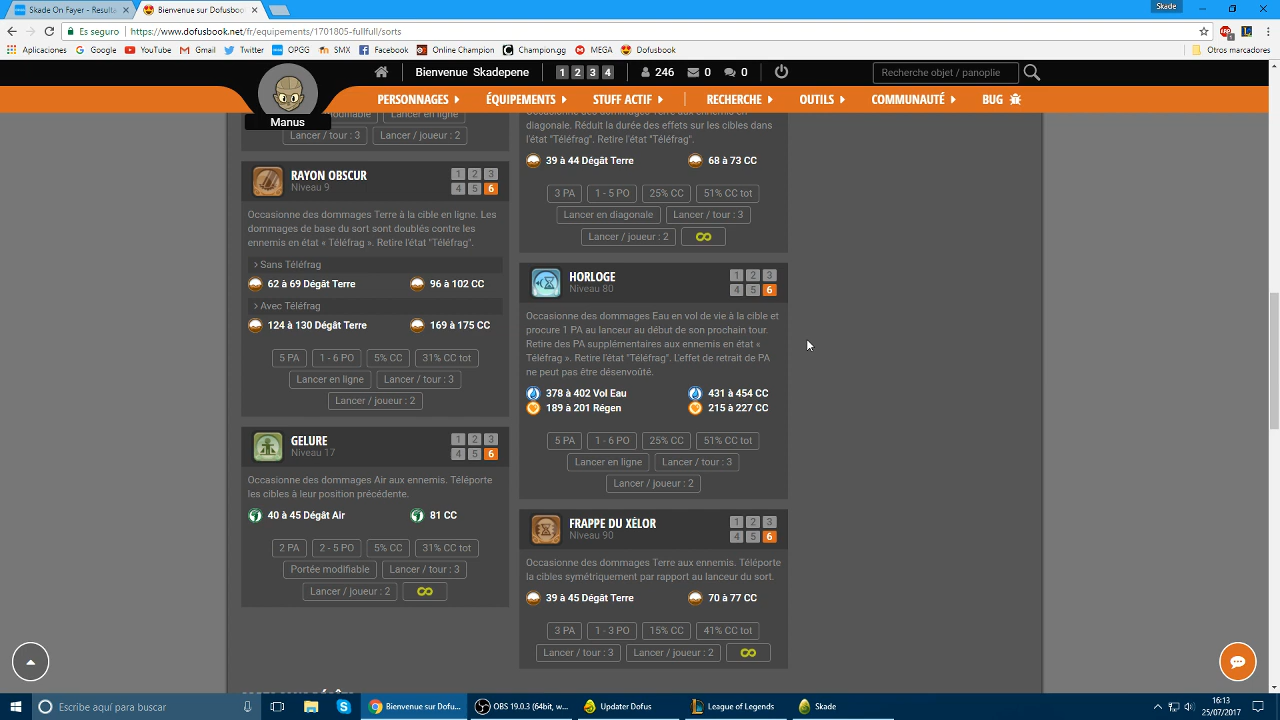 Skade
Skade On Fayer - Resulta
Bienvenue sur Dofusbook
Es seguro
https://www.dofusbook.net/fr/equipements/1701805-fullfull/sorts
Aplicaciones
Google
YouTube
Gmail
Twitter
OPGG
SMX
Facebook
Online Champion
Champion.gg
MEGA
Dofusbook
Otros marcadores
Bienvenue Skadepene
1 2 3 4
246
0
0
Recherche objet / panoplie
Manus
PERSONNAGES
ÉQUIPEMENTS
STUFF ACTIF
RECHERCHE
OUTILS
COMMUNAUTÉ
BUG
Lancer en ligne
Lancer / tour : 3
Lancer / joueur : 2
RAYON OBSCUR
Niveau 9
1 2 3
4 5 6
Occasionne des dommages Terre à la cible en ligne. Les
dommages de base du sort sont doublés contre les
ennemis en état « Téléfrag ». Retire l'état "Téléfrag".
> Sans Téléfrag
62 à 69 Dégât Terre
96 à 102 CC
> Avec Téléfrag
124 à 130 Dégât Terre
169 à 175 CC
5 PA
1 - 6 PO
5% CC
31% CC tot
Lancer en ligne
Lancer / tour : 3
Lancer / joueur : 2
GELURE
Niveau 17
1 2 3
4 5 6
Occasionne des dommages Air aux ennemis. Téléporte
les cibles à leur position précédente.
40 à 45 Dégât Air
81 CC
2 PA
2 - 5 PO
5% CC
31% CC tot
Portée modifiable
Lancer / tour : 3
Lancer / joueur : 2
diagonale. Réduit la durée des effets sur les cibles dans
l'état "Téléfrag". Retire l'état "Téléfrag".
39 à 44 Dégât Terre
68 à 73 CC
3 PA
1 - 5 PO
25% CC
51% CC tot
Lancer en diagonale
Lancer / tour : 3
Lancer / joueur : 2
HORLOGE
Niveau 80
1 2 3
4 5 6
Occasionne des dommages Eau en vol de vie à la cible et
procure 1 PA au lanceur au début de son prochain tour.
Retire des PA supplémentaires aux ennemis en état «
Téléfrag ». Retire l'état "Téléfrag". L'effet de retrait de PA
ne peut pas être désenvoûté.
378 à 402 Vol Eau
431 à 454 CC
189 à 201 Régen
215 à 227 CC
5 PA
1 - 6 PO
25% CC
51% CC tot
Lancer en ligne
Lancer / tour : 3
Lancer / joueur : 2
FRAPPE DU XÉLOR
Niveau 90
1 2 3
4 5 6
Occasionne des dommages Terre aux ennemis. Téléporte
la cibles symétriquement par rapport au lanceur du sort.
39 à 45 Dégât Terre
70 à 77 CC
3 PA
1 - 3 PO
15% CC
41% CC tot
Lancer / tour : 3
Lancer / joueur : 2
Escribe aquí para buscar
Bienvenue sur Dofu...
OBS 19.0.3 (64bit, w...
Updater Dofus
League of Legends
Skade
16:13
25/07/2017